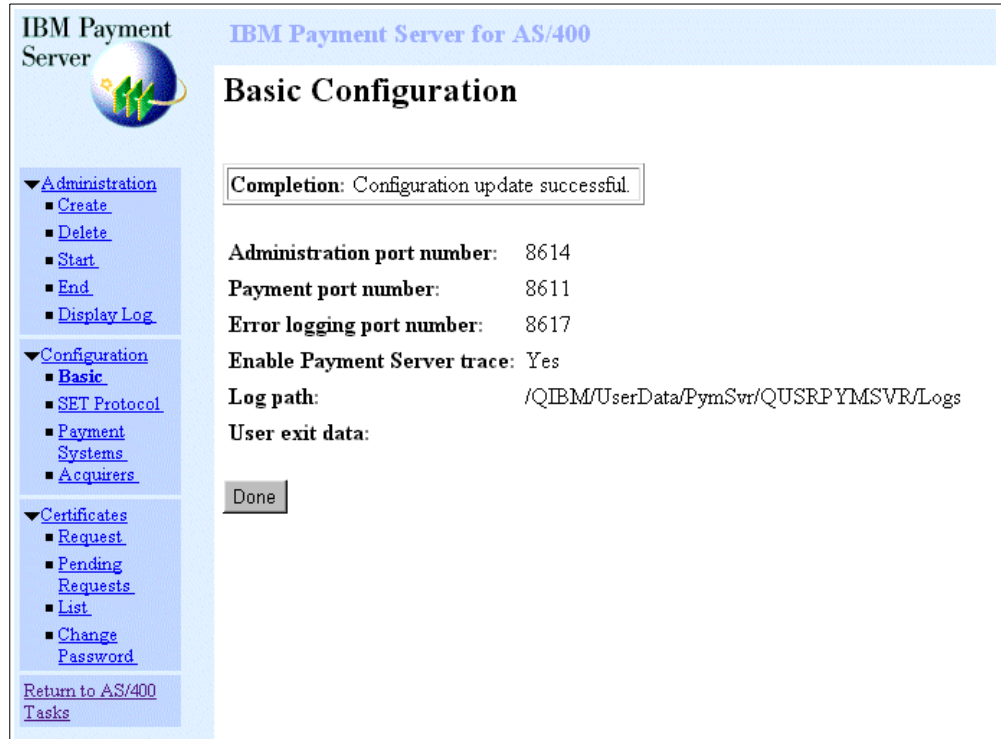 IBM Payment
Server
IBM Payment Server for AS/400
Basic Configuration
Completion: Configuration update successful.
Administration port number: 8614
Payment port number: 8611
Error logging port number: 8617
Enable Payment Server trace: Yes
Log path: /QIBM/UserData/PymSvr/QUSRPYMSVR/Logs
User exit data:
Done
Administration
Create
Delete
Start
End
Display Log
Configuration
Basic
SET Protocol
Payment
Systems
Acquirers
Certificates
Request
Pending
Requests
List
Change
Password
Return to AS/400
Tasks